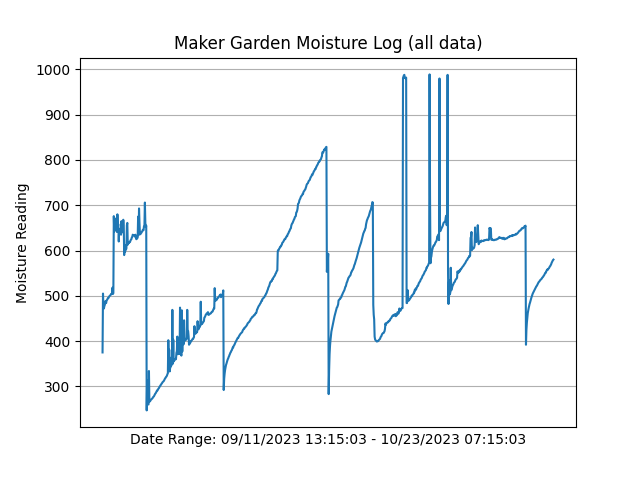 Maker Garden Moisture Log (all data)
1000
900
800
700
600
500
400
300
Moisture Reading
Date Range: 09/11/2023 13:15:03 - 10/23/2023 07:15:03